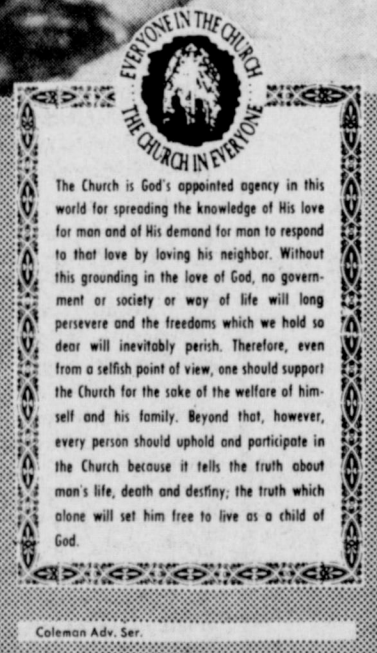 EVERYONE IN THE CHURCH
THE CHURCH IN EVERYONE
The Church is God's appointed agency in this
world for spreading the knowledge of His love
for man and of His demand for man to respond
to that love by loving his neighbor. Without
this grounding in the love of God, no govern-
ment or society or way of life will long
persevere and the freedoms which we hold so
dear will inevitably perish. Therefore, even
from a selfish point of view, one should support
the Church for the sake of the welfare of him-
self and his family. Beyond that, however,
every person should uphold and participate in
the Church because it tells the truth about
man's life, death and destiny; the truth which
alone will set him free to live as a child of
God.
Coleman Adv. Ser.